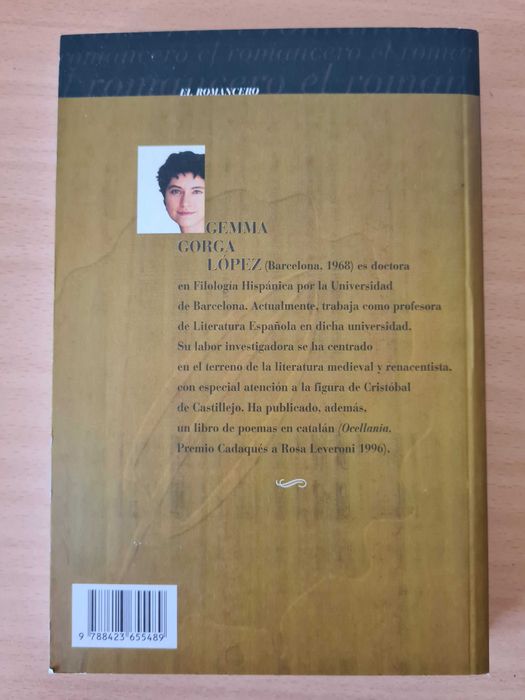 romancero el romancero el roma
l romancero el román
EL ROMANCERO
GEMMA
GORGA
LÓPEZ (Barcelona, 1968) es doctora
en Filología Hispánica por la Universidad
de Barcelona. Actualmente, trabaja como profesora
de Literatura Española en dicha universidad.
Su labor investigadora se ha centrado
en el terreno de la literatura medieval y renacentista,
con especial atención a la figura de Cristóbal
de Castillejo. Ha publicado, además,
un libro de poemas en catalán (Ocellania,
Premio Cadaqués a Rosa Leveroni 1996).
9 788423 655489